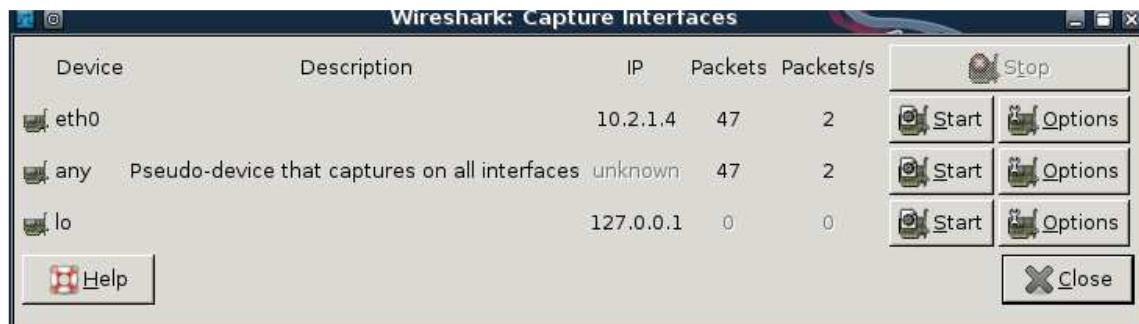 Wireshark: Capture Interfaces
Device Description IP Packets Packets/s Stop
eth0 10.2.1.4 47 2 Start Options
any Pseudo-device that captures on all interfaces unknown 47 2 Start Options
lo 127.0.0.1 0 0 Start Options
Help Close